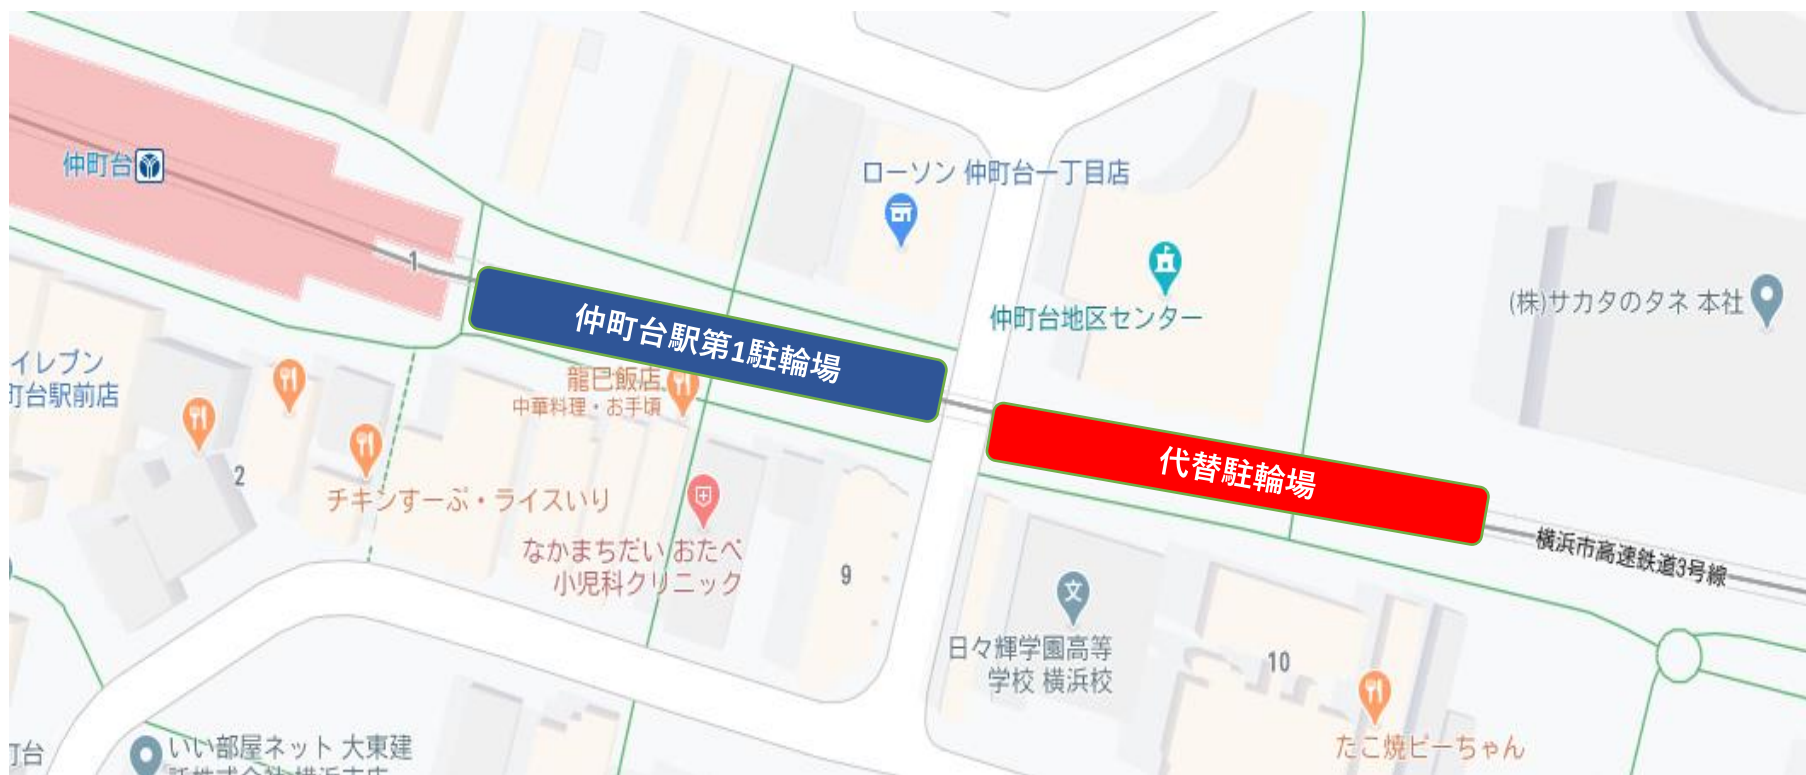 仲町台
1
ローソン 仲町台一丁目店
仲町台地区センター
(株)サカタのタネ 本社
仲町台駅第1駐輪場
代替駐輪場
イレブン
町台駅前店
龍巳飯店
中華料理・お手頃
2
チキンすーぷ・ライスいり
なかまちだい おたべ
小児科クリニック
9
横浜市高速鉄道3号線
日々輝学園高等
学校 横浜校
10
たこ焼ピーちゃん
丁台
いい部屋ネット 大東建